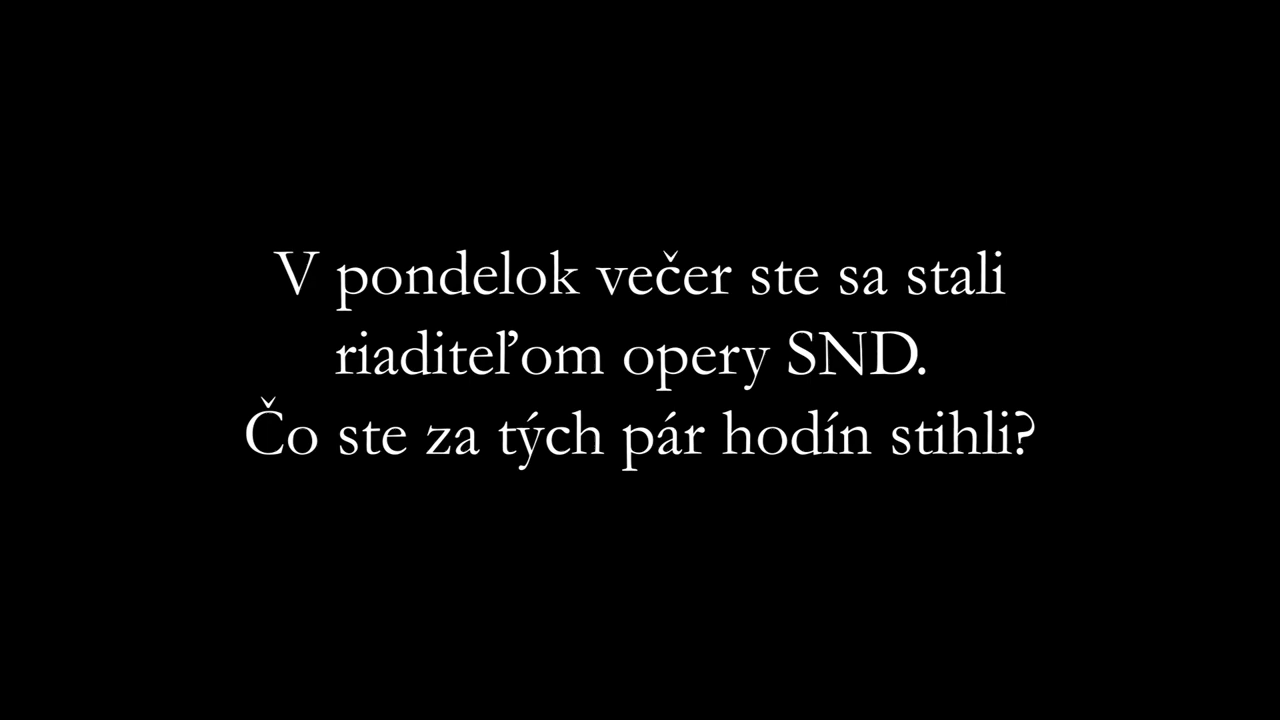 V pondelok večer ste sa stali
riaditeľom opery SND.
Čo ste za tých pár hodín stihli?